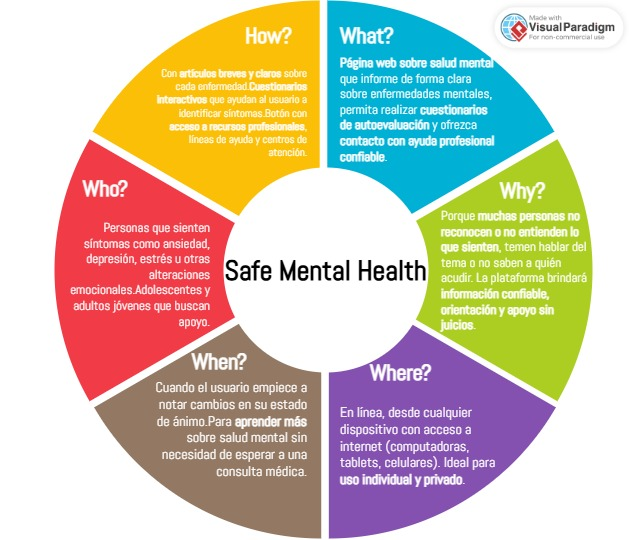 Made with
Visual Paradigm
For non-commercial use
How?
Con artículos breves y claros sobre
cada enfermedad.Cuestionarios
interactivos que ayudan al usuario a
identificar síntomas.Botón con
acceso a recursos profesionales,
líneas de ayuda y centros de
atención.
What?
Página web sobre salud mental
que informe de forma clara
sobre enfermedades mentales,
permita realizar cuestionarios
de autoevaluación y ofrezca
contacto con ayuda profesional
confiable.
Who?
Personas que sienten
síntomas como ansiedad,
depresión, estrés u otras
alteraciones
emocionales.Adolescentes y
adultos jóvenes que buscan
apoyo.
Why?
Porque muchas personas no
reconocen o no entienden lo
que sienten, temen hablar del
tema o no saben a quién
acudir. La plataforma brindará
información confiable,
orientación y apoyo sin
juicios.
Safe Mental Health
When?
Cuando el usuario empiece a
notar cambios en su estado
de ánimo.Para aprender más
sobre salud mental sin
necesidad de esperar a una
consulta médica.
Where?
En línea, desde cualquier
dispositivo con acceso a
internet (computadoras,
tablets, celulares). Ideal para
uso individual y privado.